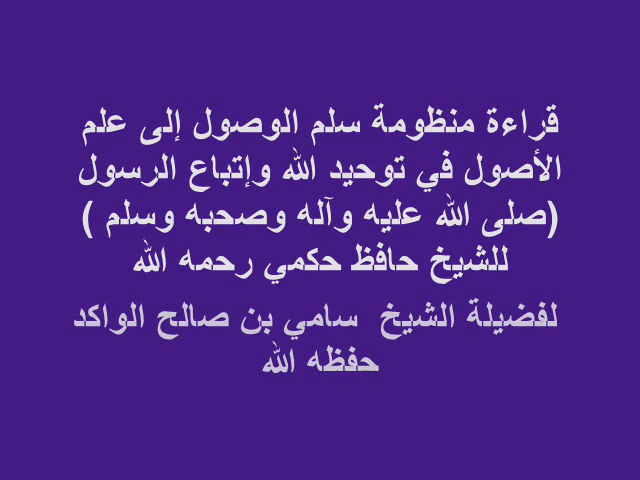 قراءة منظومة سلم الوصول إلى علم
الأصول في توحيد الله وإتباع الرسول
(صلى الله عليه وآله وصحبه وسلم )
للشيخ حافظ حكمي رحمه الله
لفضيلة الشيخ سامي بن صالح الواكد
حفظه الله